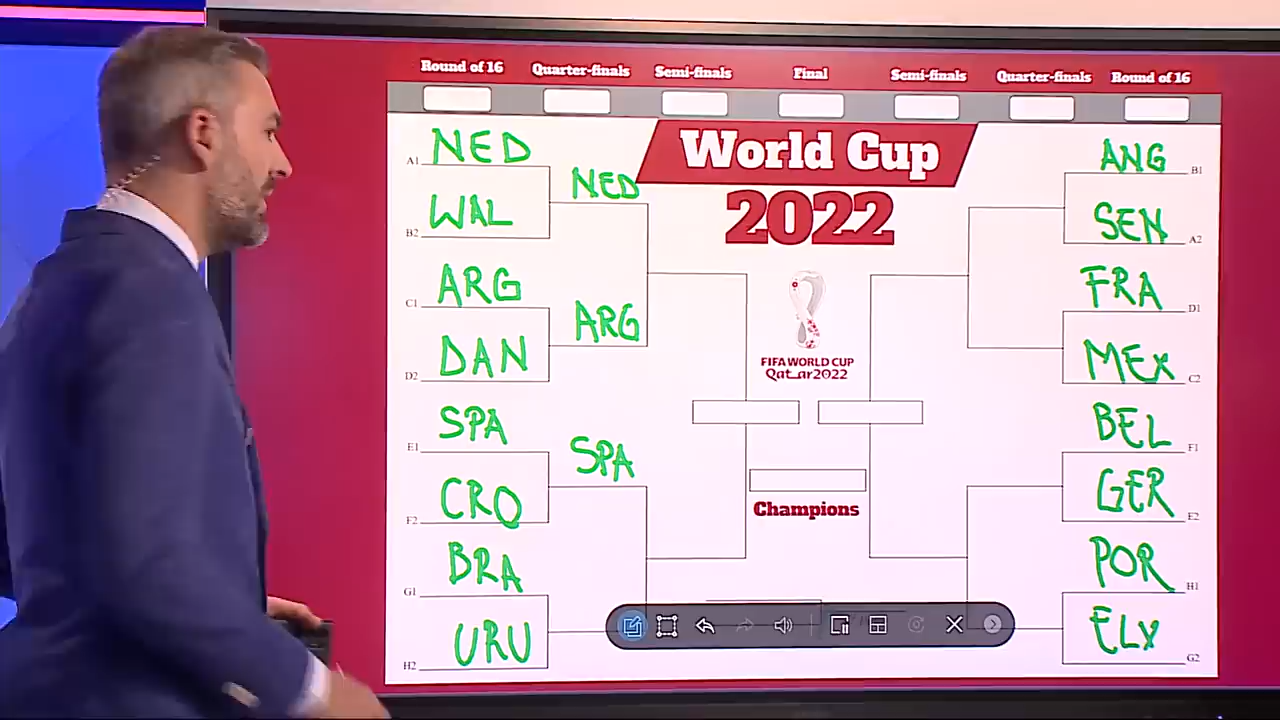 Round of 16
Quarter-finals
Semi-finals
Final
Semi-finals
Quarter-finals
Round of 16
World Cup
2022
FIFA WORLD CUP
Qatar2022
Champions
A1 NED
B2 WAL
C1 ARG
D2 DAN
E1 SPA
F2 CRO
G1 BRA
H2 URU
NED
ARG
SPA
ANG B1
SEN A2
FRA D1
MEX C2
BEL F1
GER E2
POR H1
ELX G2